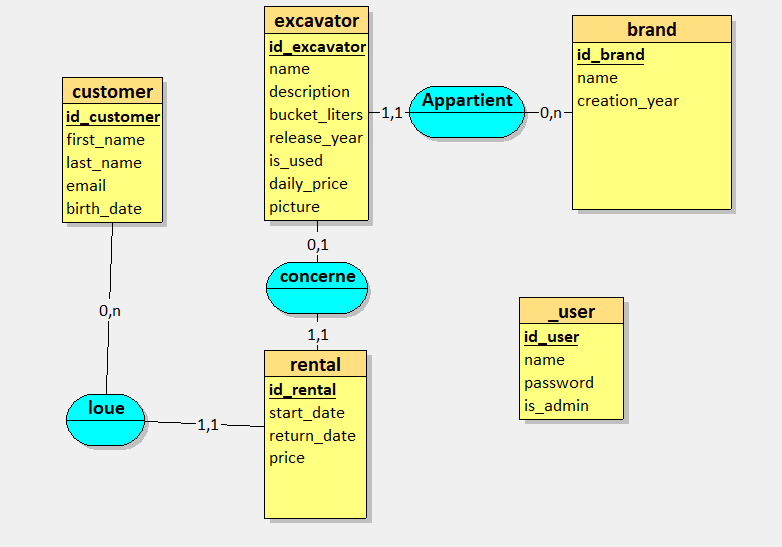 excavator
id_excavator
name
description
bucket_liters
release_year
is_used
daily_price
picture
brand
id_brand
name
creation_year
customer
id_customer
first_name
last_name
email
birth_date
1,1
Appartient
0,n
0,1
concerne
1,1
0,n
loue
1,1
rental
id_rental
start_date
return_date
price
_user
id_user
name
password
is_admin